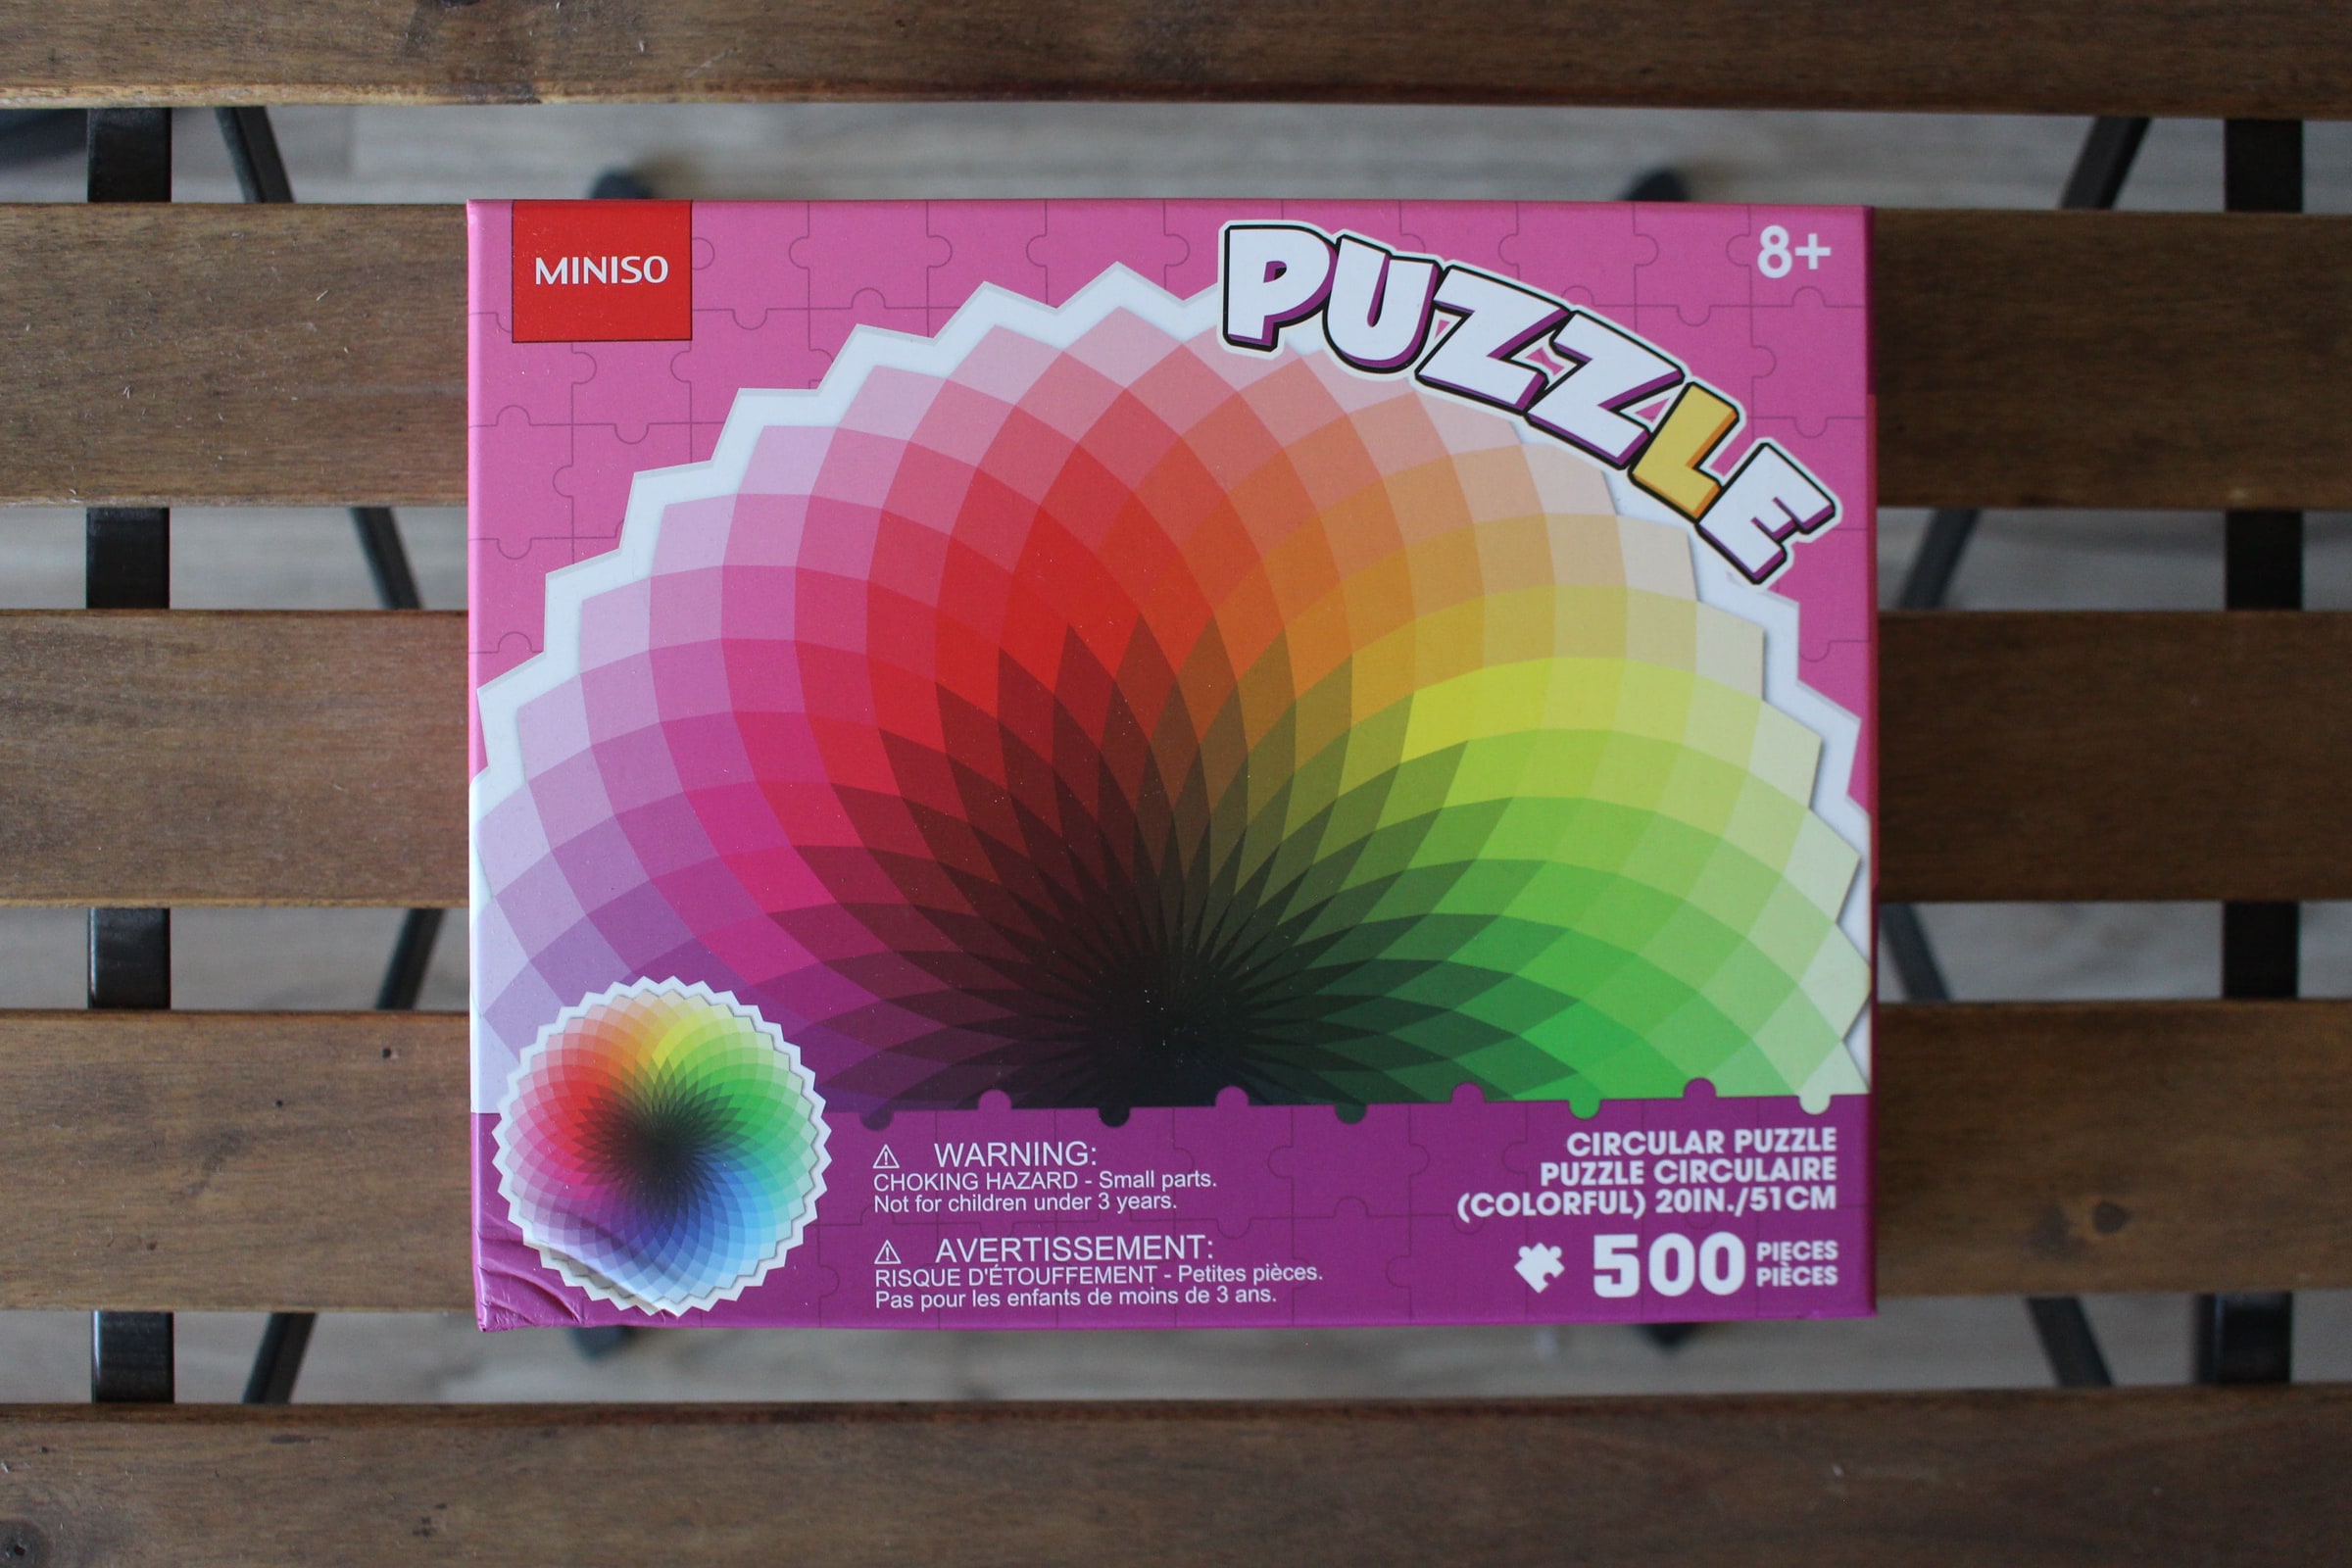 MINISO
PUZZLE
8+
⚠ WARNING:
CHOKING HAZARD - Small parts.
Not for children under 3 years.
⚠ AVERTISSEMENT:
RISQUE D'ÉTOUFFEMENT - Petites pièces.
Pas pour les enfants de moins de 3 ans.
CIRCULAR PUZZLE
PUZZLE CIRCULAIRE
(COLORFUL) 20IN./51CM
500 PIECES
PIÈCES